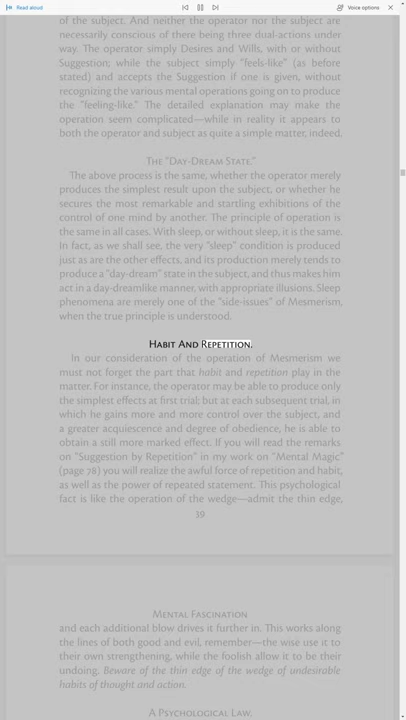 Read aloud
Voice options
of the subject. And neither the operator nor the subject are
necessarily conscious of there being three dual-actions under
way. The operator simply Desires and Wills, with or without
Suggestion; while the subject simply “feels-like” (as before
stated) and accepts the Suggestion if one is given, without
recognizing the various mental operations going on to produce
the “feeling-like.” The detailed explanation may make the
operation seem complicated—while in reality it appears to
both the operator and subject as quite a simple matter, indeed.
The “Day-Dream State.”
The above process is the same, whether the operator merely
produces the simplest result upon the subject, or whether he
secures the most remarkable and startling exhibitions of the
control of one mind by another. The principle of operation is
the same in all cases. With sleep, or without sleep, it is the same.
In fact, as we shall see, the very “sleep” condition is produced
just as are the other effects, and its production merely tends to
produce a “day-dream” state in the subject, and thus makes him
act in a day-dreamlike manner, with appropriate illusions. Sleep
phenomena are merely one of the “side-issues” of Mesmerism,
when the true principle is understood.
Habit And Repetition.
In our consideration of the operation of Mesmerism we
must not forget the part that habit and repetition play in the
matter. For instance, the operator may be able to produce only
the simplest effects at first trial; but at each subsequent trial, in
which he gains more and more control over the subject, and
a greater acquiescence and degree of obedience, he is able to
obtain a still more marked effect. If you will read the remarks
on “Suggestion by Repetition” in my work on “Mental Magic”
(page 78) you will realize the awful force of repetition and habit,
as well as the power of repeated statement. This psychological
fact is like the operation of the wedge—admit the thin edge,
39
Mental Fascination
and each additional blow drives it further in. This works along
the lines of both good and evil, remember—the wise use it to
their own strengthening, while the foolish allow it to be their
undoing. Beware of the thin edge of the wedge of undesirable
habits of thought and action.
A Psychological Law.